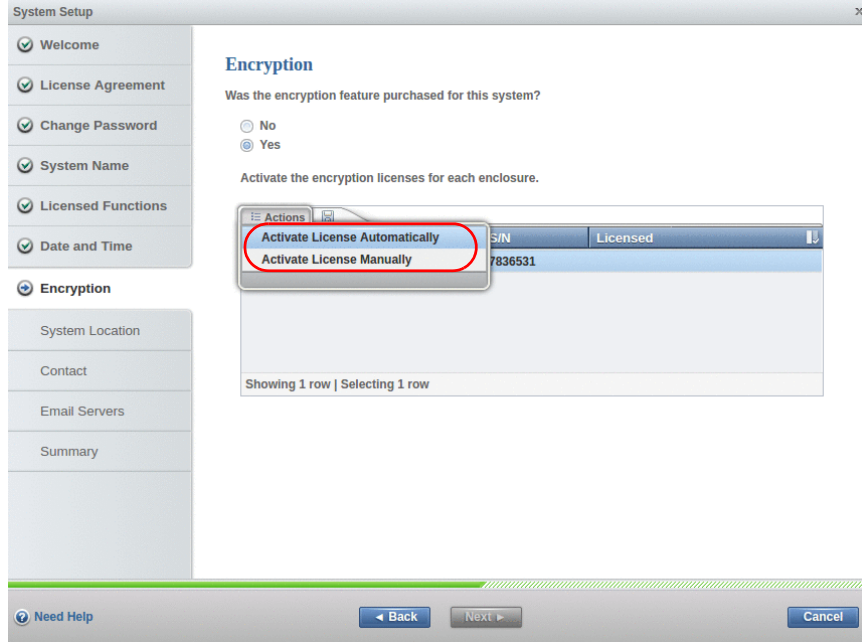 System Setup
x
Welcome
License Agreement
Change Password
System Name
Licensed Functions
Date and Time
Encryption
System Location
Contact
Email Servers
Summary
Encryption
Was the encryption feature purchased for this system?
No
Yes
Activate the encryption licenses for each enclosure.
Actions
Activate License Automatically
Activate License Manually
S/N Licensed
7836531
Showing 1 row | Selecting 1 row
Need Help
Back
Next
Cancel